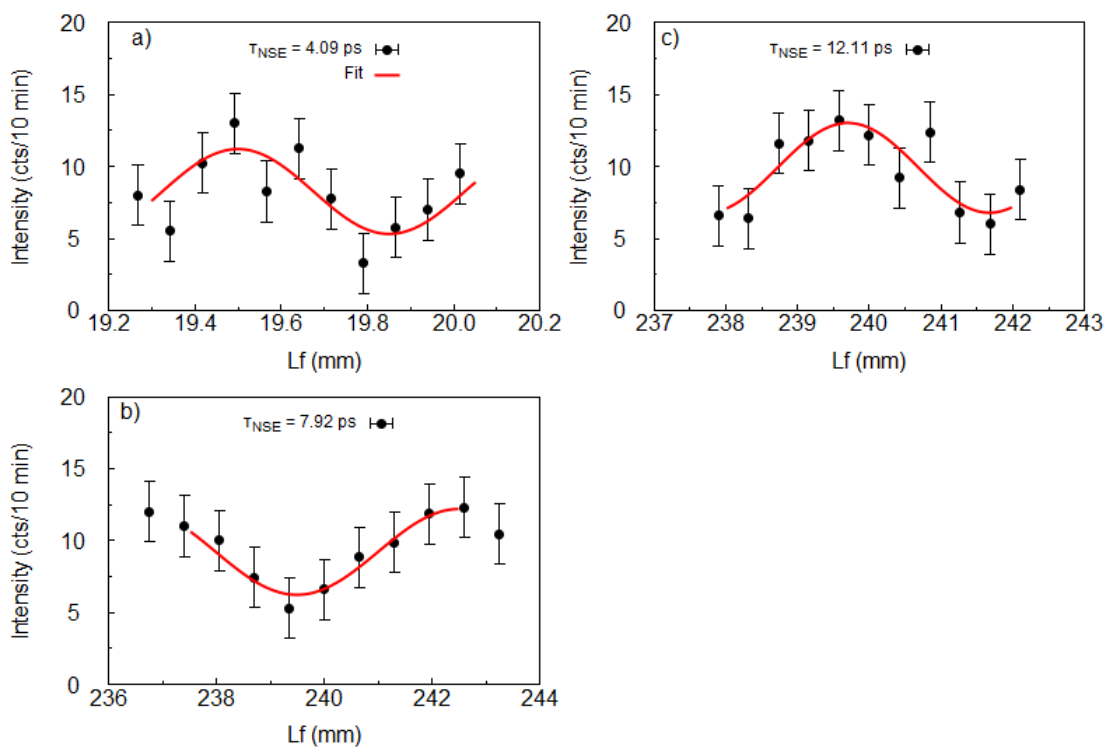 a)
τNSE = 4.09 ps
Fit
Intensity (cts/10 min)
20
15
10
5
0
19.2 19.4 19.6 19.8 20.0 20.2
Lf (mm)
c)
τNSE = 12.11 ps
Intensity (cts/10 min)
20
15
10
5
0
237 238 239 240 241 242 243
Lf (mm)
b)
τNSE = 7.92 ps
Intensity (cts/10 min)
20
15
10
5
0
236 238 240 242 244
Lf (mm)